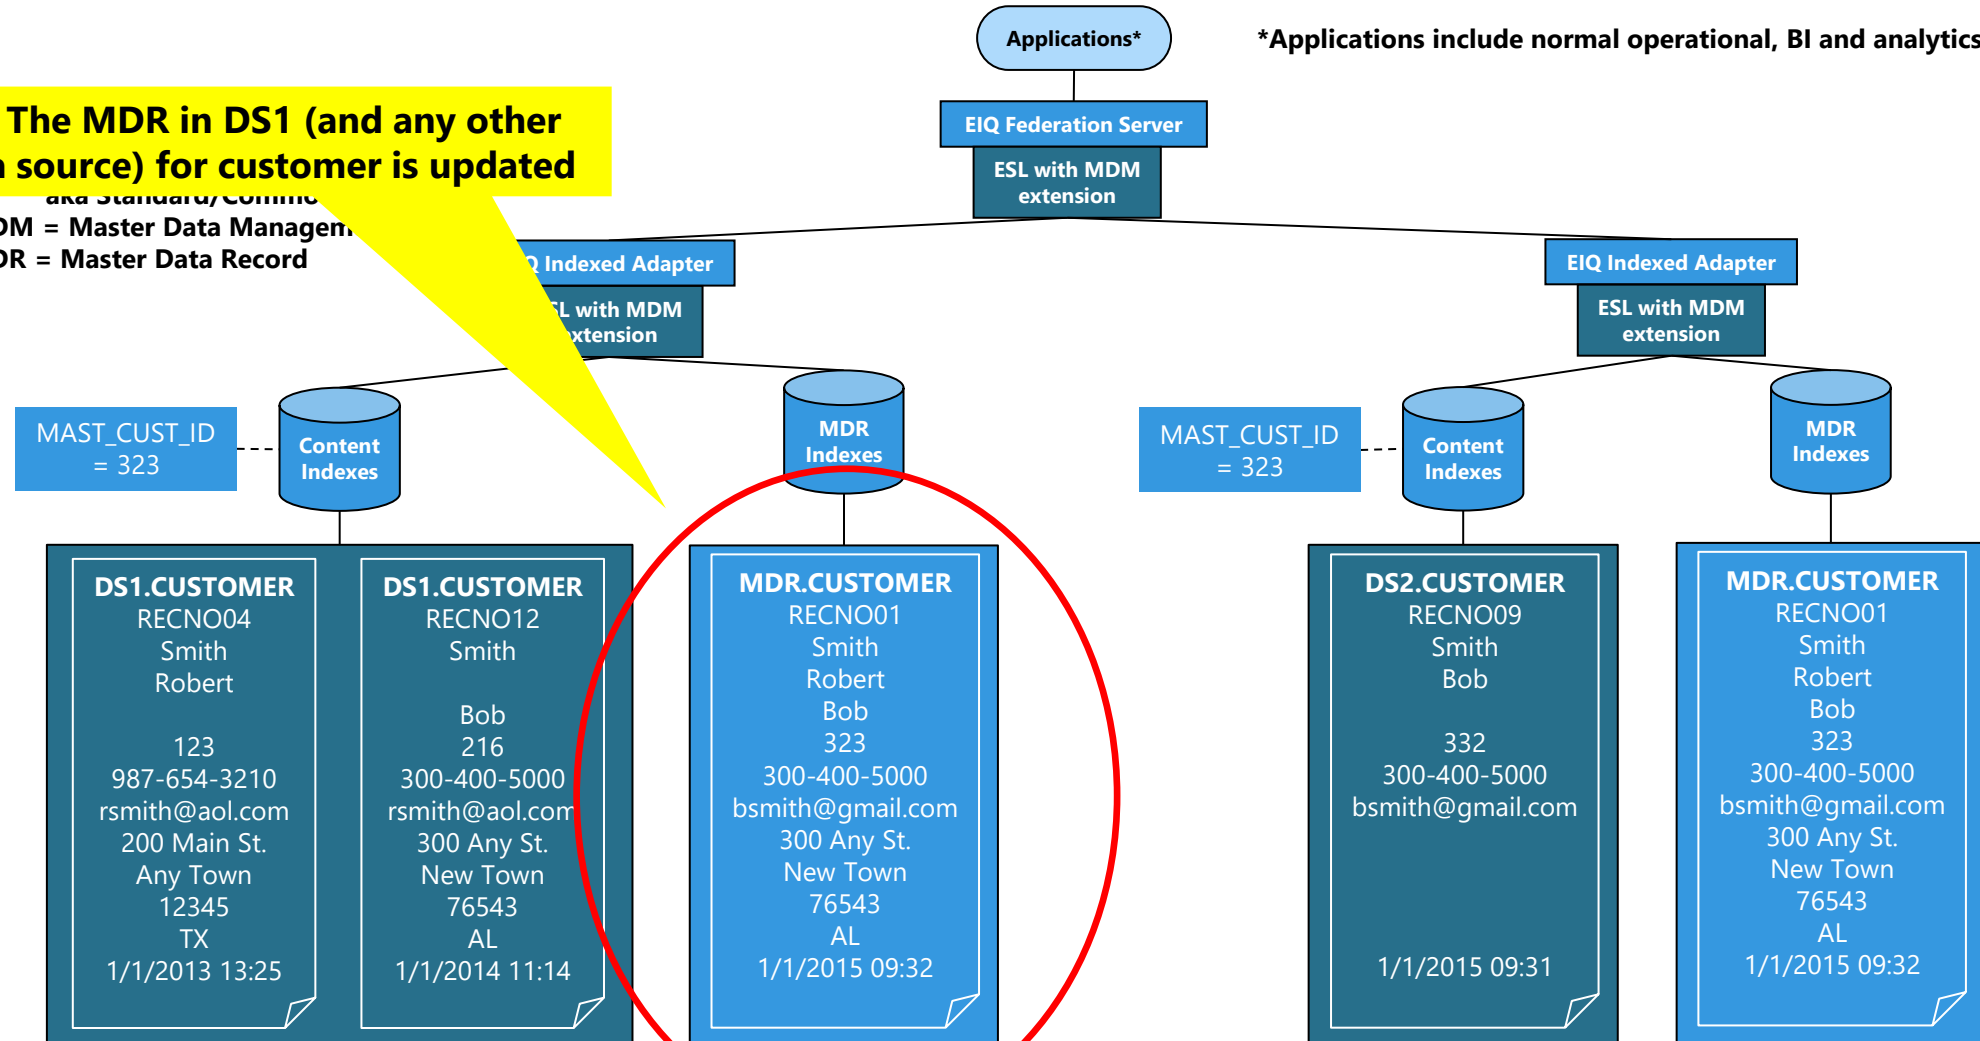 Applications*
*Applications include normal operational, BI and analytics
The MDR in DS1 (and any other
source) for customer is updated
aka Standard/Commo
= Master Data Managem
= Master Data Record
EIQ Federation Server
ESL with MDM
extension
Indexed Adapter
with MDM
extension
EIQ Indexed Adapter
ESL with MDM
extension
MAST_CUST_ID
= 323
Content
Indexes
MDR
Indexes
MAST_CUST_ID
= 323
Content
Indexes
MDR
Indexes
DS1.CUSTOMER
RECNO04
Smith
Robert
123
987-654-3210
rsmith@aol.com
200 Main St.
Any Town
12345
TX
1/1/2013 13:25
DS1.CUSTOMER
RECNO12
Smith
Bob
216
300-400-5000
rsmith@aol.com
300 Any St.
New Town
76543
AL
1/1/2014 11:14
MDR.CUSTOMER
RECNO01
Smith
Robert
Bob
323
300-400-5000
bsmith@gmail.com
300 Any St.
New Town
76543
AL
1/1/2015 09:32
DS2.CUSTOMER
RECNO09
Smith
Bob
332
300-400-5000
bsmith@gmail.com
1/1/2015 09:31
MDR.CUSTOMER
RECNO01
Smith
Robert
Bob
323
300-400-5000
bsmith@gmail.com
300 Any St.
New Town
76543
AL
1/1/2015 09:32